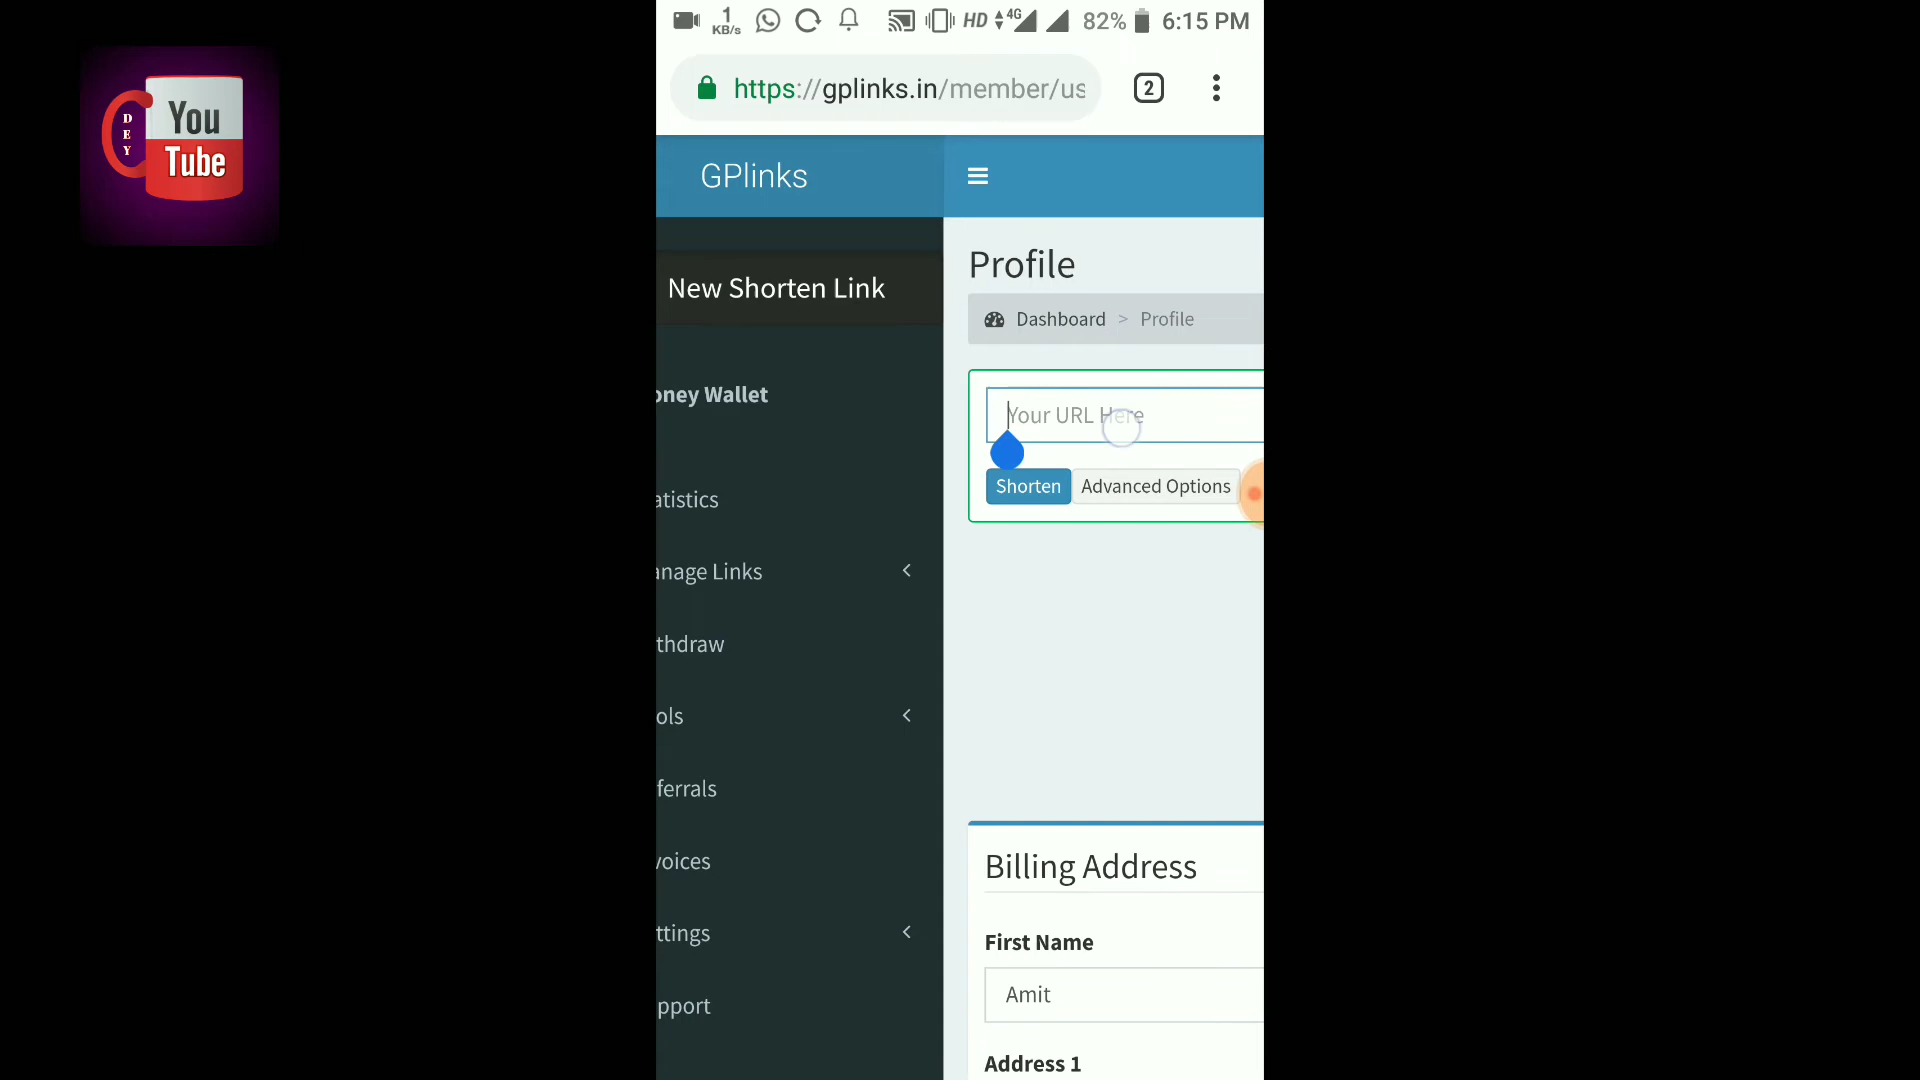 D
E
Y
You
Tube
1
KB/s
HD
4G
82%
6:15 PM
https://gplinks.in/member/us
2
GPlinks
New Shorten Link
oney Wallet
atistics
anage Links
thdraw
ols
ferrals
voices
ttings
pport
Profile
Dashboard > Profile
Your URL Here
Shorten
Advanced Options
Billing Address
First Name
Amit
Address 1